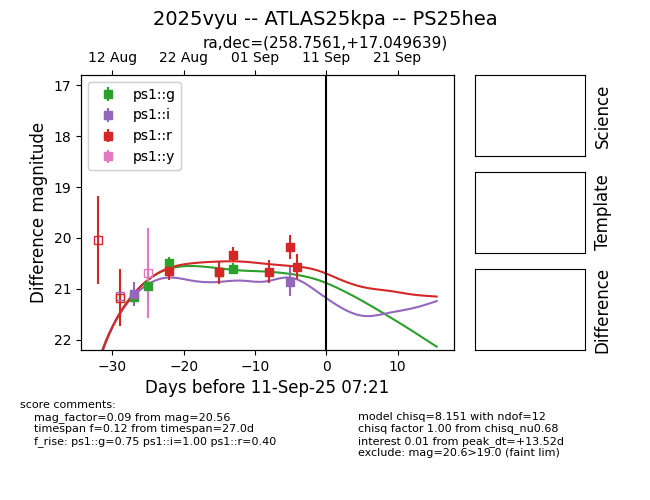 2025vyu -- ATLAS25kpa -- PS25hea
ra,dec=(258.7561,+17.049639)
12 Aug 22 Aug 01 Sep 11 Sep 21 Sep
ps1::g
ps1::i
ps1::r
ps1::y
17
18
19
20
21
22
Difference magnitude
−30 −20 −10 0 10
Days before 11-Sep-25 07:21
Science
Template
Difference
score comments:
mag_factor=0.09 from mag=20.56
timespan f=0.12 from timespan=27.0d
f_rise: ps1::g=0.75 ps1::i=1.00 ps1::r=0.40
model chisq=8.151 with ndof=12
chisq factor 1.00 from chisq_nu0.68
interest 0.01 from peak_dt=+13.52d
exclude: mag=20.6>19.0 (faint lim)